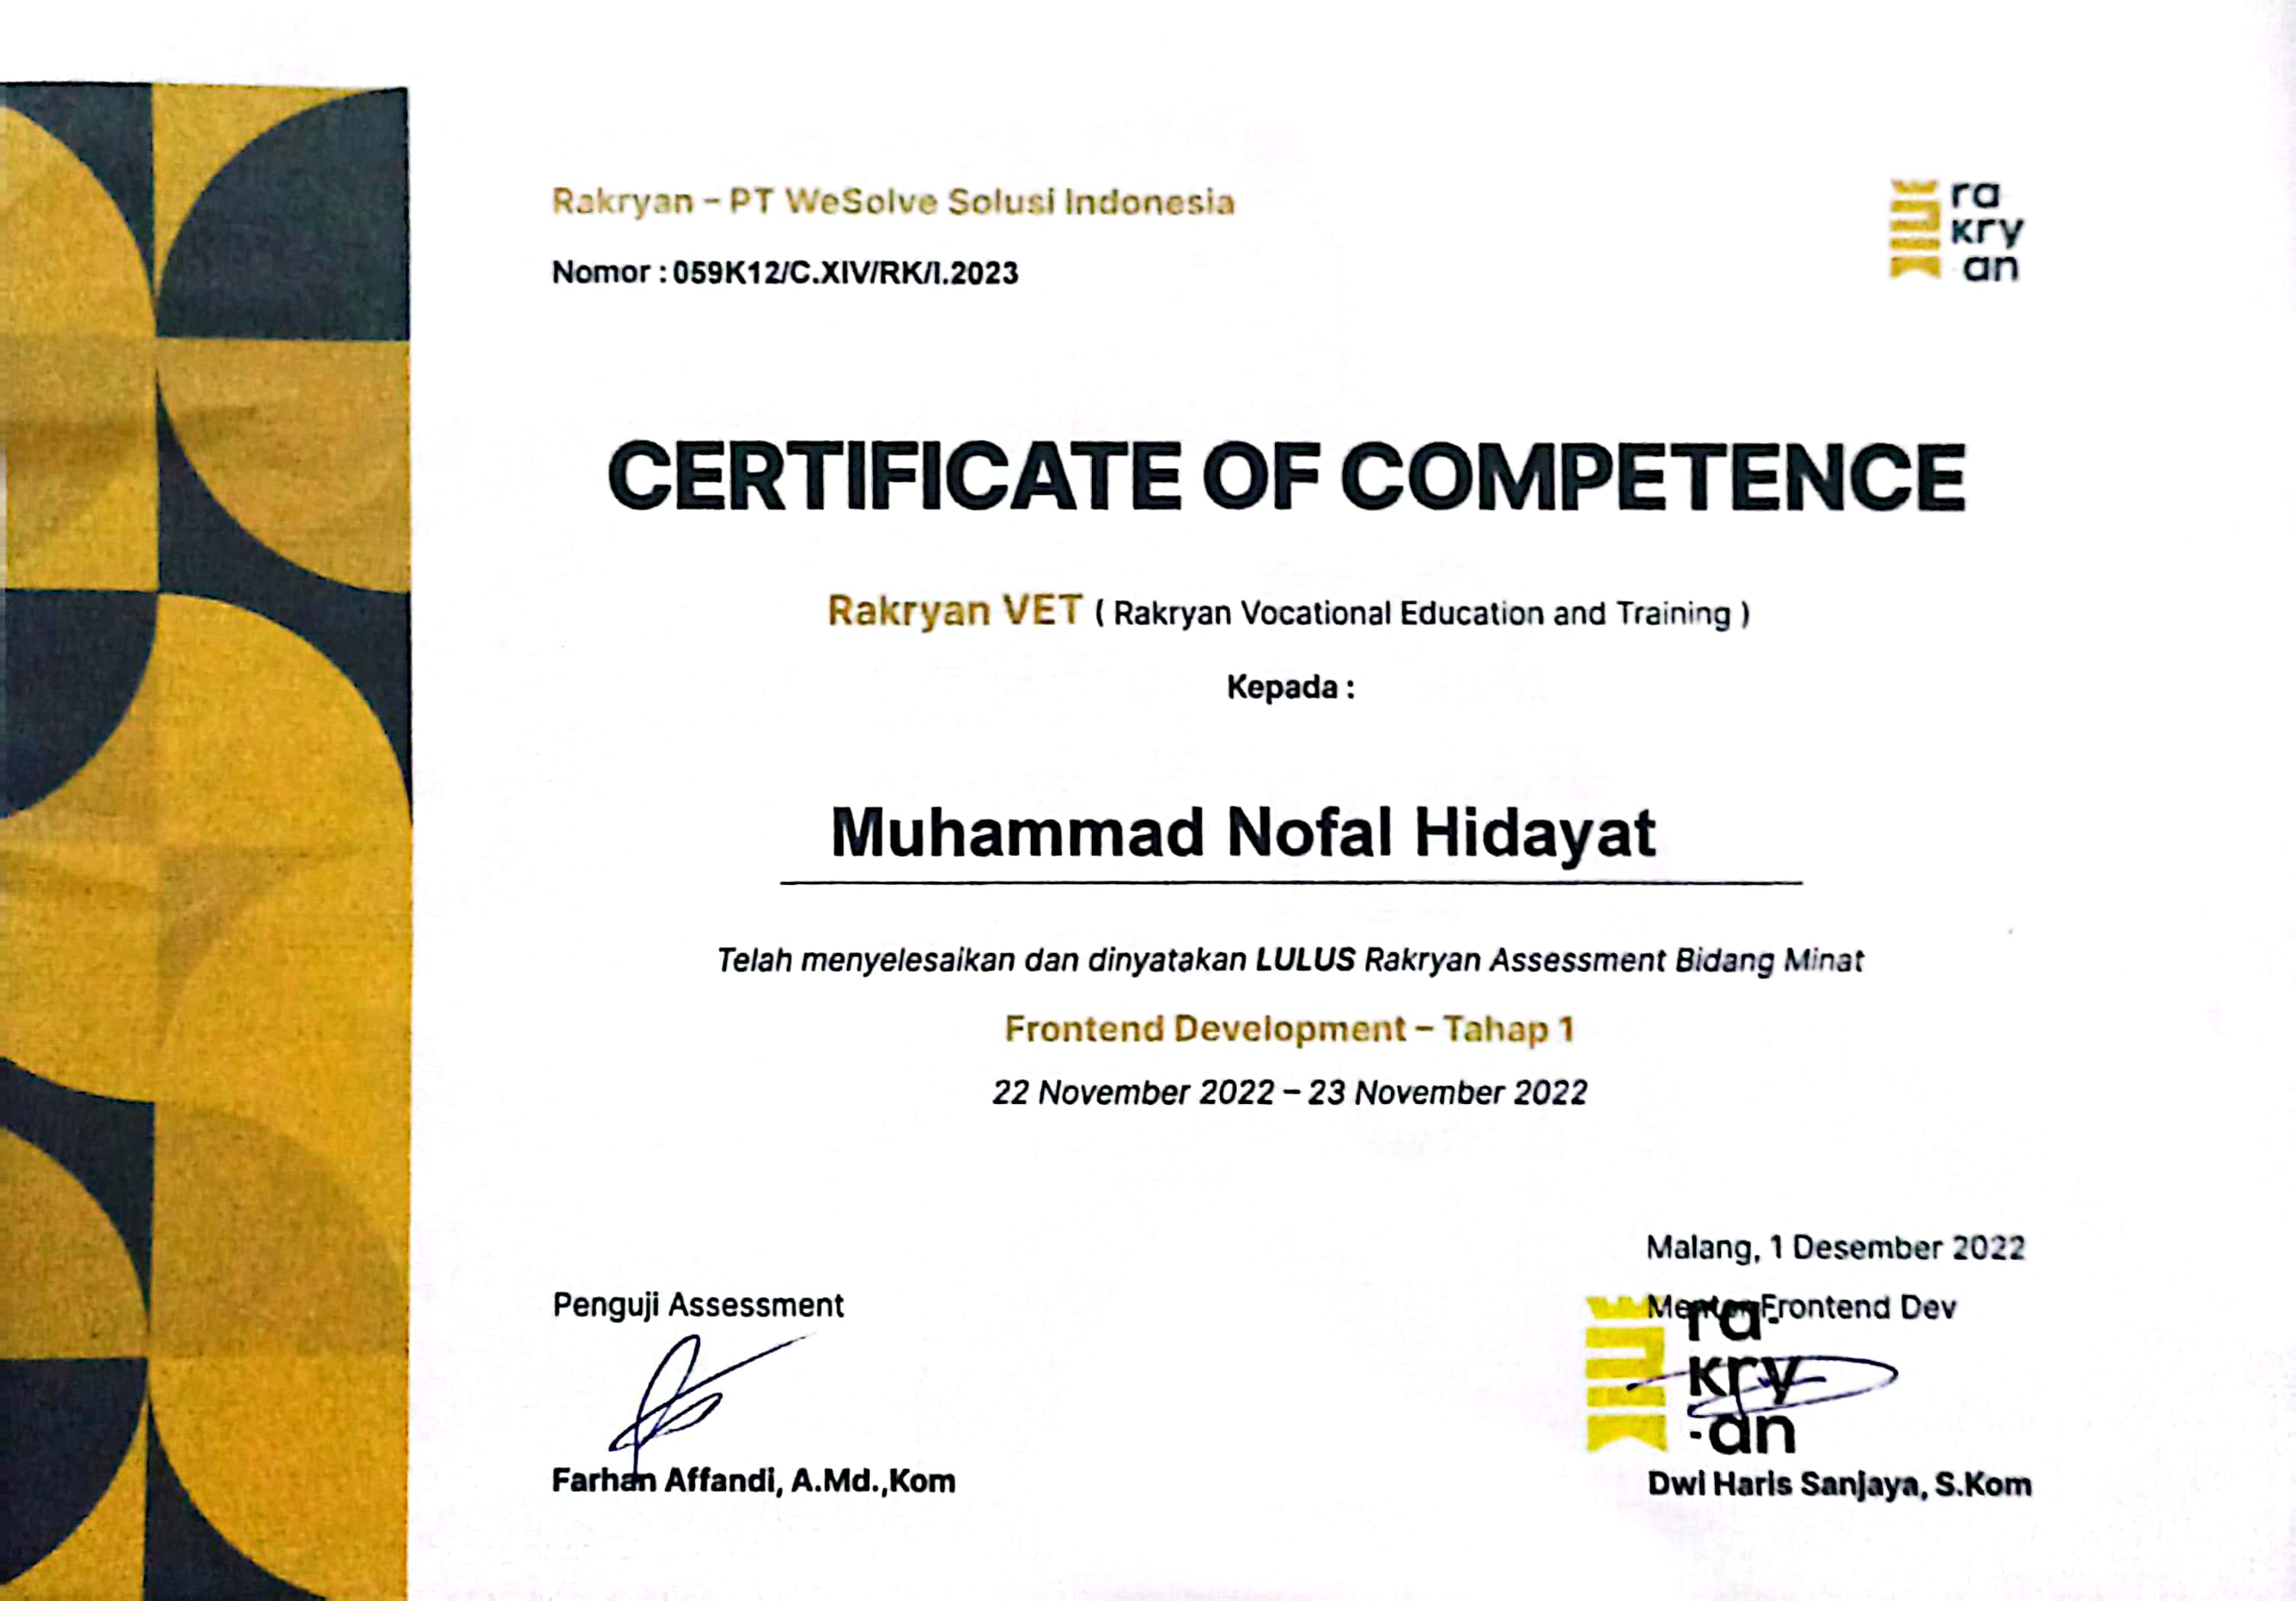 Rakryan – PT WeSolve Solusi Indonesia
Nomor : 059K12/C.XIV/RK/I.2023
ra
kry
an
CERTIFICATE OF COMPETENCE
Rakryan VET ( Rakryan Vocational Education and Training )
Kepada :
Muhammad Nofal Hidayat
Telah menyelesaikan dan dinyatakan LULUS Rakryan Assessment Bidang Minat
Frontend Development – Tahap 1
22 November 2022 – 23 November 2022
Malang, 1 Desember 2022
Penguji Assessment
Mentor Frontend Dev
ra-
kry
-an
Farhan Affandi, A.Md.,Kom
Dwi Haris Sanjaya, S.Kom